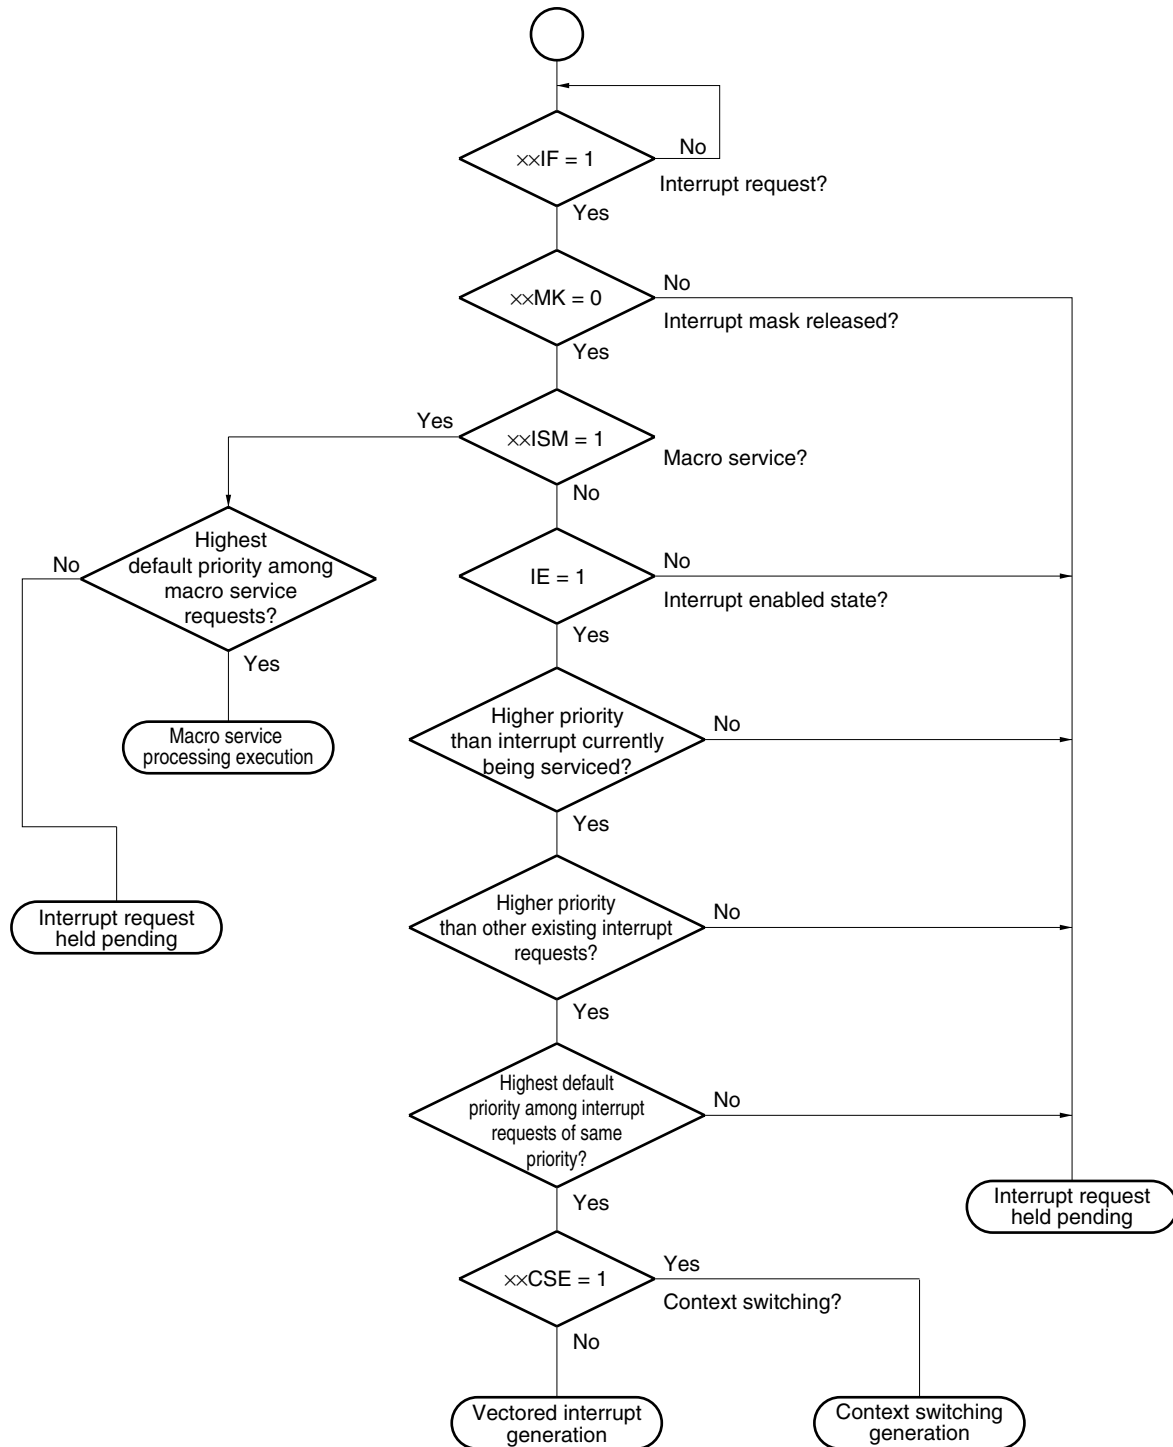 ××IF = 1
No
Interrupt request?
Yes
××MK = 0
No
Interrupt mask released?
Yes
Yes
××ISM = 1
Macro service?
No
Highest
default priority among
macro service
requests?
No
Yes
IE = 1
No
Interrupt enabled state?
Yes
Macro service
processing execution
Higher priority
than interrupt currently
being serviced?
No
Yes
Interrupt request
held pending
Higher priority
than other existing interrupt
requests?
No
Yes
Highest default
priority among interrupt
requests of same
priority?
No
Yes
Interrupt request
held pending
××CSE = 1
Yes
Context switching?
No
Vectored interrupt
generation
Context switching
generation